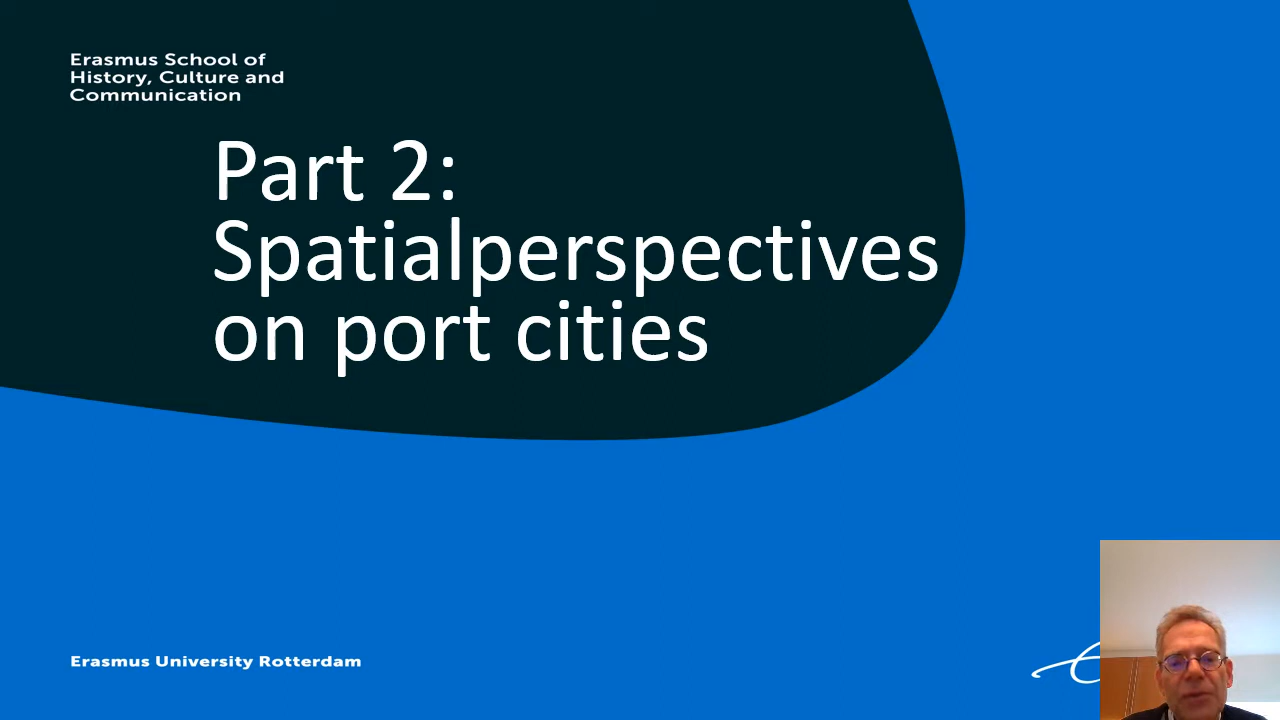 Erasmus School of
History, Culture and
Communication
Part 2:
Spatialperspectives
on port cities
Erasmus University Rotterdam